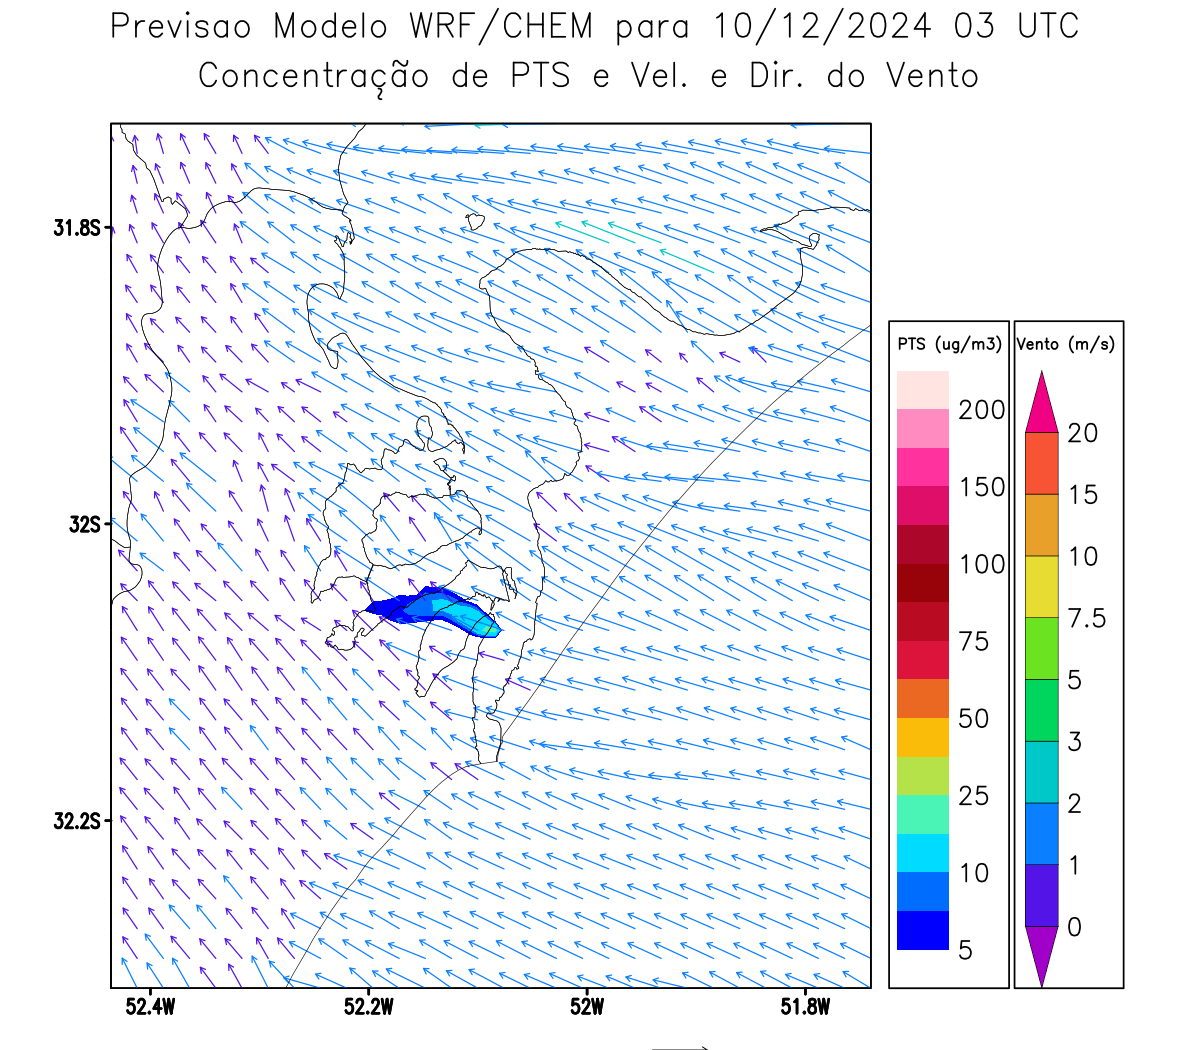 Previsao Modelo WRF/CHEM para 10/12/2024 03 UTC
Concentração de PTS e Vel. e Dir. do Vento
31.8S
32S
32.2S
52.4W 52.2W 52W 51.8W
PTS (ug/m3)
200
150
100
75
50
25
10
5
Vento (m/s)
20
15
10
7.5
5
3
2
1
0